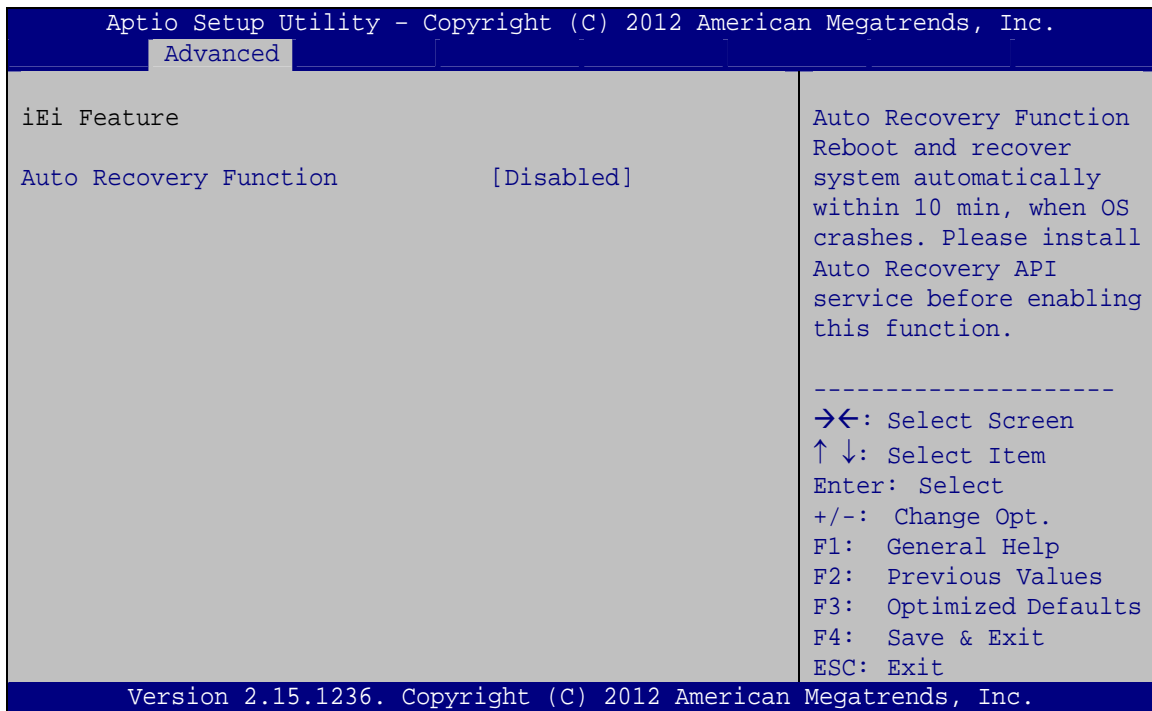 Aptio Setup Utility – Copyright (C) 2012 American Megatrends, Inc.
Advanced
iEi Feature
Auto Recovery Function [Disabled]
Auto Recovery Function
Reboot and recover
system automatically
within 10 min, when OS
crashes. Please install
Auto Recovery API
service before enabling
this function.
---------------------
→←: Select Screen
↑ ↓: Select Item
Enter: Select
+/-: Change Opt.
F1: General Help
F2: Previous Values
F3: Optimized Defaults
F4: Save & Exit
ESC: Exit
Version 2.15.1236. Copyright (C) 2012 American Megatrends, Inc.